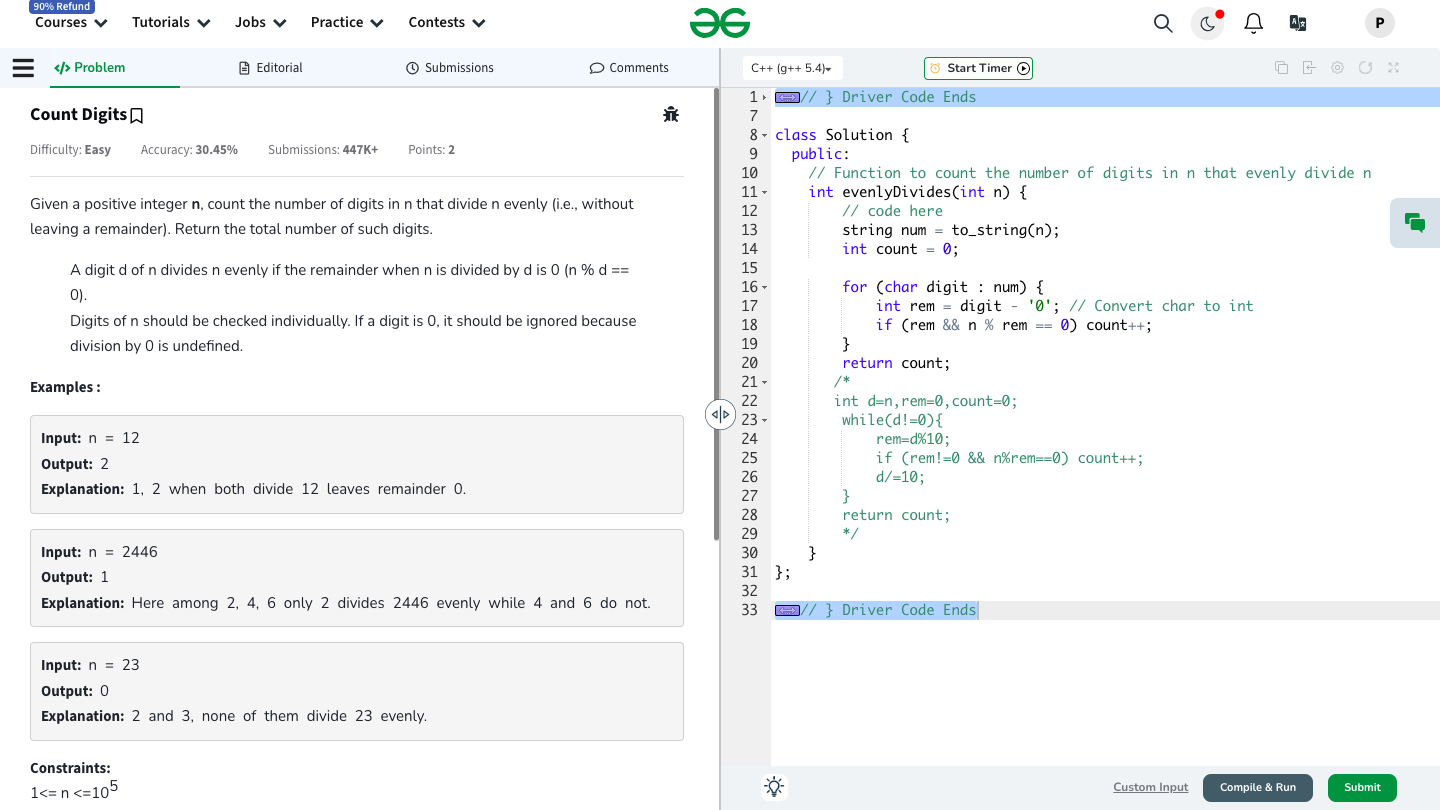 90% Refund
Courses Tutorials Jobs Practice Contests
P
Problem Editorial Submissions Comments
C++ (g++ 5.4) Start Timer
Count Digits
Difficulty: Easy Accuracy: 30.45% Submissions: 447K+ Points: 2
Given a positive integer n, count the number of digits in n that divide n evenly (i.e., without
leaving a remainder). Return the total number of such digits.
A digit d of n divides n evenly if the remainder when n is divided by d is 0 (n % d ==
0).
Digits of n should be checked individually. If a digit is 0, it should be ignored because
division by 0 is undefined.
Examples :
Input: n = 12
Output: 2
Explanation: 1, 2 when both divide 12 leaves remainder 0.
Input: n = 2446
Output: 1
Explanation: Here among 2, 4, 6 only 2 divides 2446 evenly while 4 and 6 do not.
Input: n = 23
Output: 0
Explanation: 2 and 3, none of them divide 23 evenly.
Constraints:
1<= n <=10^5
1 // } Driver Code Ends
7
8 class Solution {
9 public:
10 // Function to count the number of digits in n that evenly divide n
11 int evenlyDivides(int n) {
12 // code here
13 string num = to_string(n);
14 int count = 0;
15
16 for (char digit : num) {
17 int rem = digit - '0'; // Convert char to int
18 if (rem && n % rem == 0) count++;
19 }
20 return count;
21 /*
22 int d=n,rem=0,count=0;
23 while(d!=0){
24 rem=d%10;
25 if (rem!=0 && n%rem==0) count++;
26 d/=10;
27 }
28 return count;
29 */
30 }
31 };
32
33 // } Driver Code Ends
Custom Input Compile & Run Submit